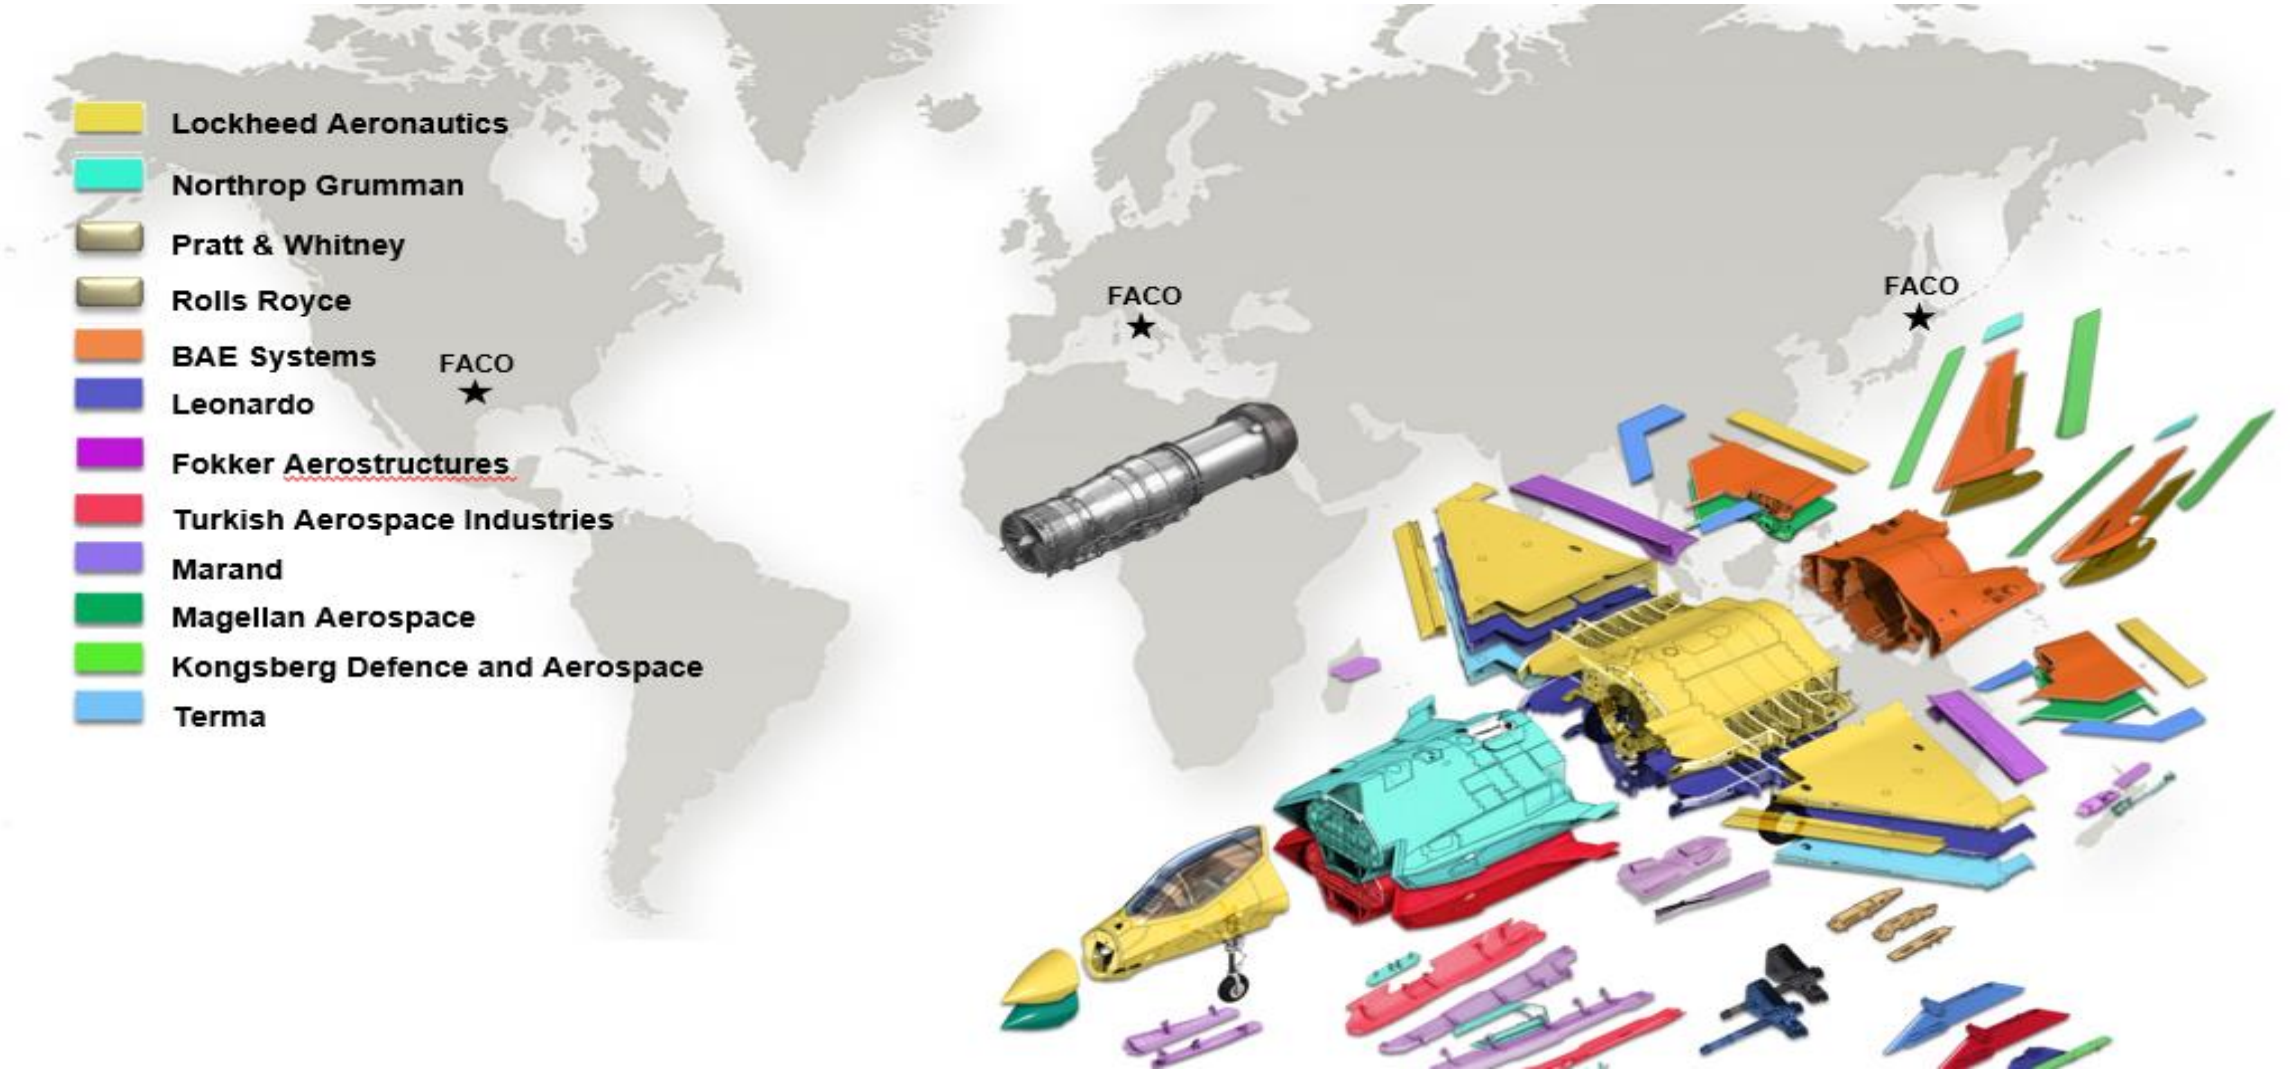 Lockheed Aeronautics
Northrop Grumman
Pratt & Whitney
Rolls Royce
BAE Systems
Leonardo
Fokker Aerostructures
Turkish Aerospace Industries
Marand
Magellan Aerospace
Kongsberg Defence and Aerospace
Terma
FACO
FACO
FACO